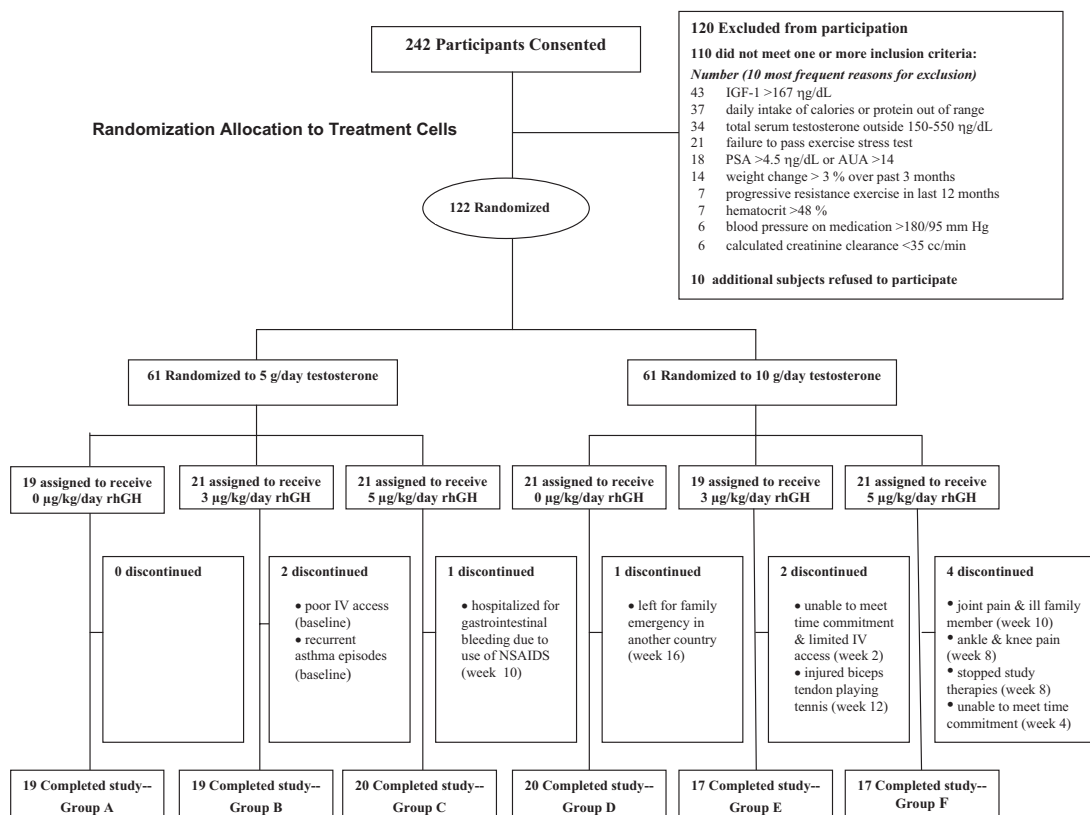 242 Participants Consented
120 Excluded from participation
110 did not meet one or more inclusion criteria:
Number (10 most frequent reasons for exclusion)
43 IGF-1 >167 ηg/dL
37 daily intake of calories or protein out of range
34 total serum testosterone outside 150-550 ηg/dL
21 failure to pass exercise stress test
18 PSA >4.5 ηg/dL or AUA >14
14 weight change > 3 % over past 3 months
7 progressive resistance exercise in last 12 months
7 hematocrit >48 %
6 blood pressure on medication >180/95 mm Hg
6 calculated creatinine clearance <35 cc/min
10 additional subjects refused to participate
Randomization Allocation to Treatment Cells
122 Randomized
61 Randomized to 5 g/day testosterone
61 Randomized to 10 g/day testosterone
19 assigned to receive
0 µg/kg/day rhGH
21 assigned to receive
3 µg/kg/day rhGH
21 assigned to receive
5 µg/kg/day rhGH
21 assigned to receive
0 µg/kg/day rhGH
19 assigned to receive
3 µg/kg/day rhGH
21 assigned to receive
5 µg/kg/day rhGH
0 discontinued
2 discontinued
• poor IV access
(baseline)
• recurrent
asthma episodes
(baseline)
1 discontinued
• hospitalized for
gastrointestinal
bleeding due to
use of NSAIDS
(week 10)
1 discontinued
• left for family
emergency in
another country
(week 16)
2 discontinued
• unable to meet
time commitment
& limited IV
access (week 2)
• injured biceps
tendon playing
tennis (week 12)
4 discontinued
• joint pain & ill family
member (week 10)
• ankle & knee pain
(week 8)
• stopped study
therapies (week 8)
• unable to meet time
commitment (week 4)
19 Completed study--
Group A
19 Completed study--
Group B
20 Completed study--
Group C
20 Completed study--
Group D
17 Completed study--
Group E
17 Completed study--
Group F